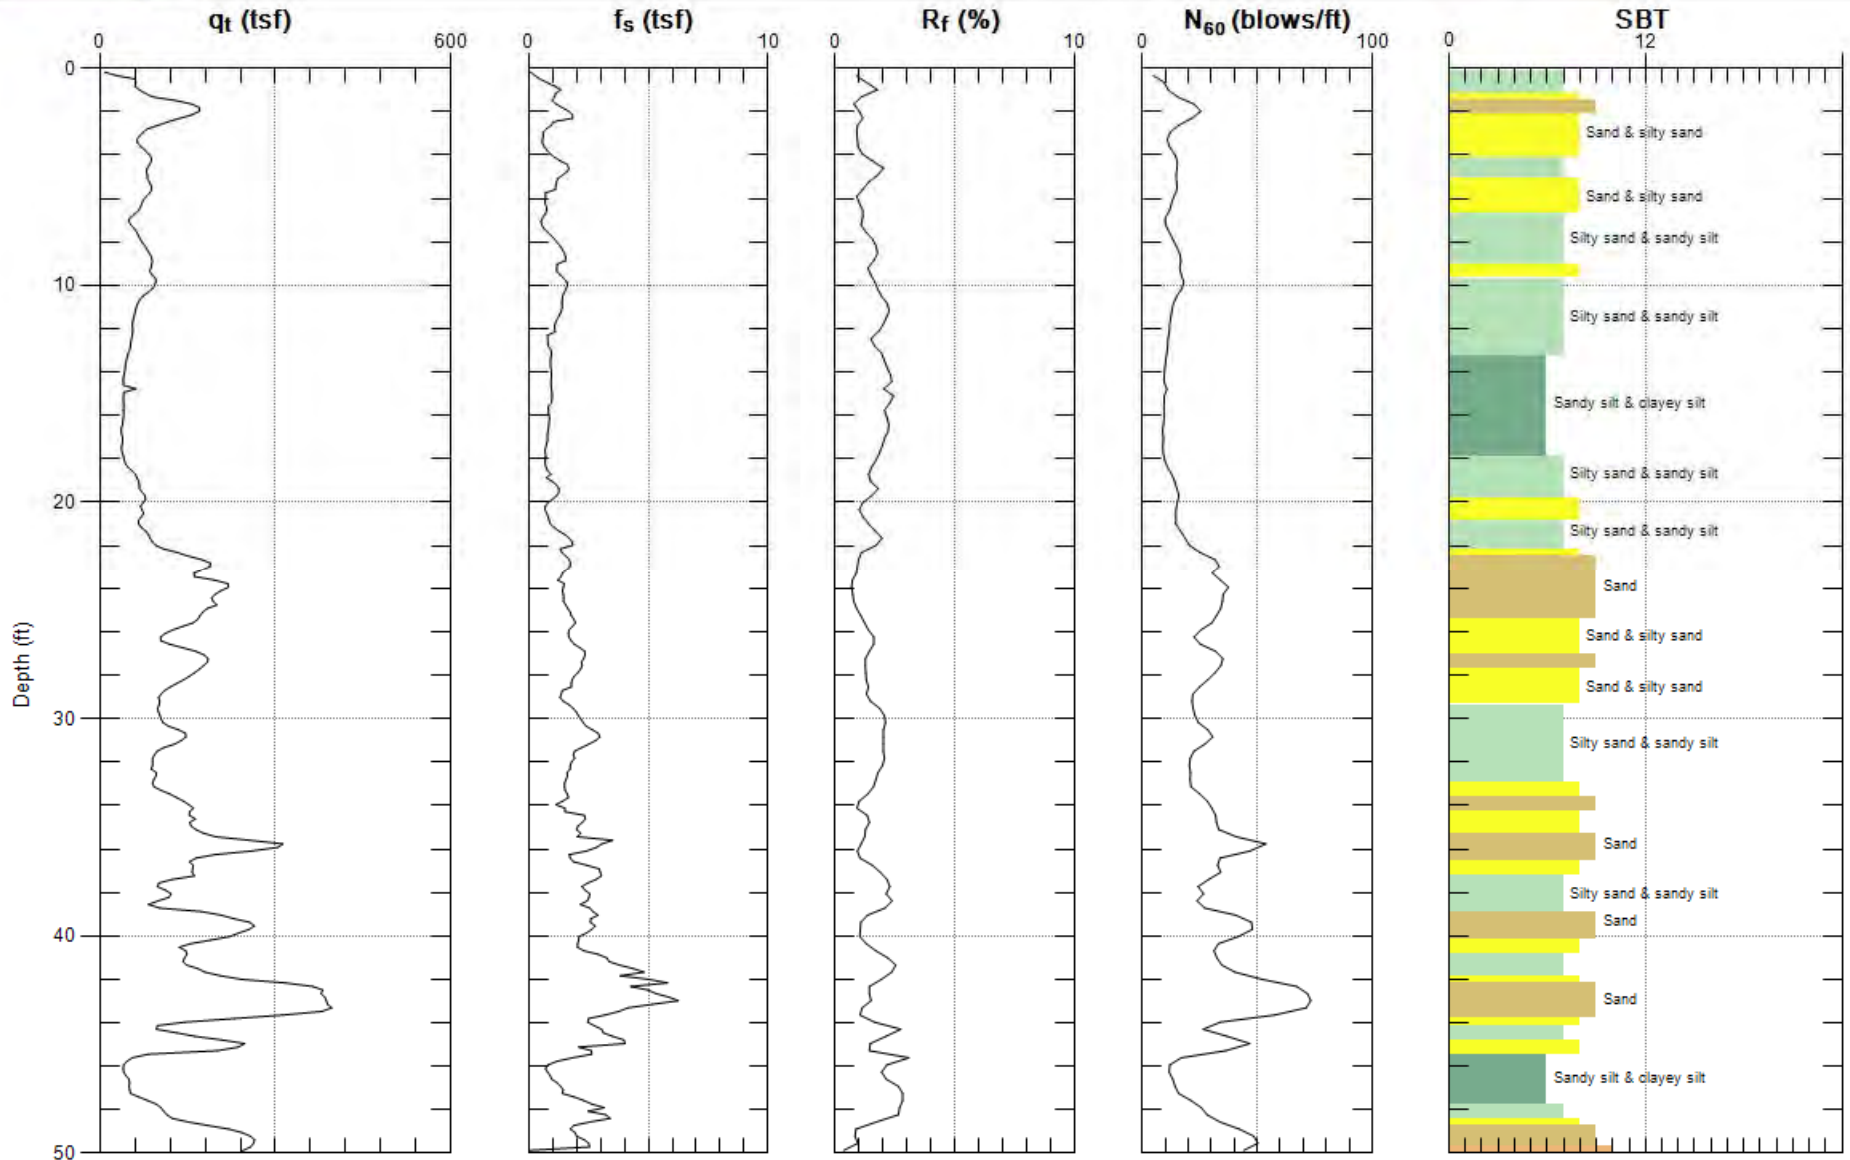 qt (tsf) fs (tsf) Rf (%) N60 (blows/ft) SBT
0 600 0 10 0 10 0 100 0 12
0
Sand & silty sand
Sand & silty sand
Silty sand & sandy silt
10
Silty sand & sandy silt
Sandy silt & clayey silt
Silty sand & sandy silt
20
Silty sand & sandy silt
Sand
Sand & silty sand
Depth (ft)
Sand & silty sand
30
Silty sand & sandy silt
Sand
Silty sand & sandy silt
Sand
40
Sand
Sandy silt & clayey silt
50